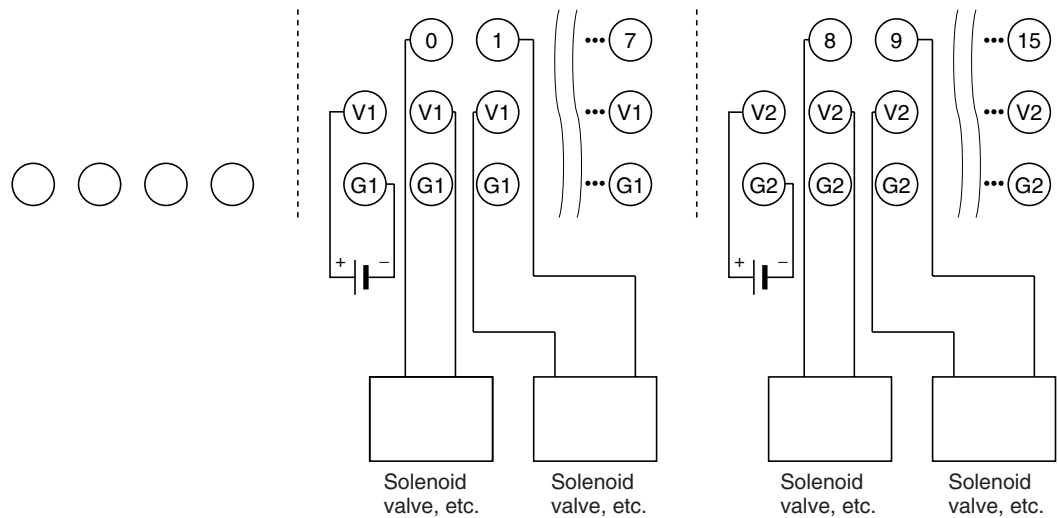 0 1 ••• 7 8 9 ••• 15
V1 V1 V1 ••• V1 V2 V2 V2 ••• V2
G1 G1 G1 ••• G1 G2 G2 G2 ••• G2
+ − + −
Solenoid valve, etc.
Solenoid valve, etc.
Solenoid valve, etc.
Solenoid valve, etc.